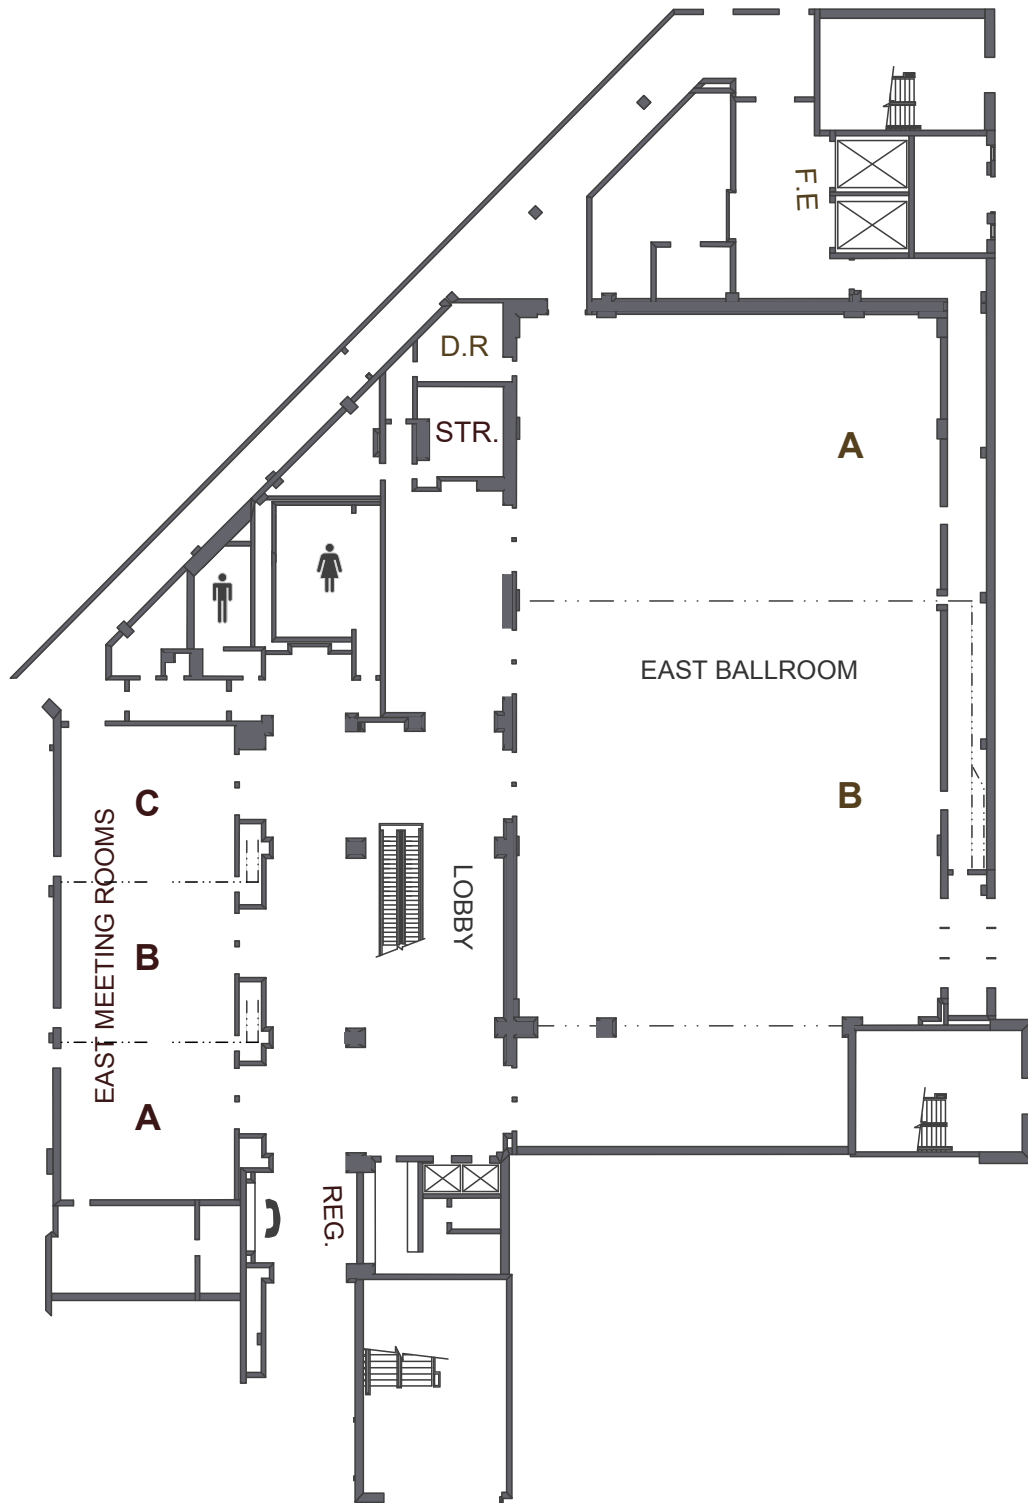 F.E
D.R
STR.
A
EAST BALLROOM
B
C
EAST MEETING ROOMS
B
A
LOBBY
REG.